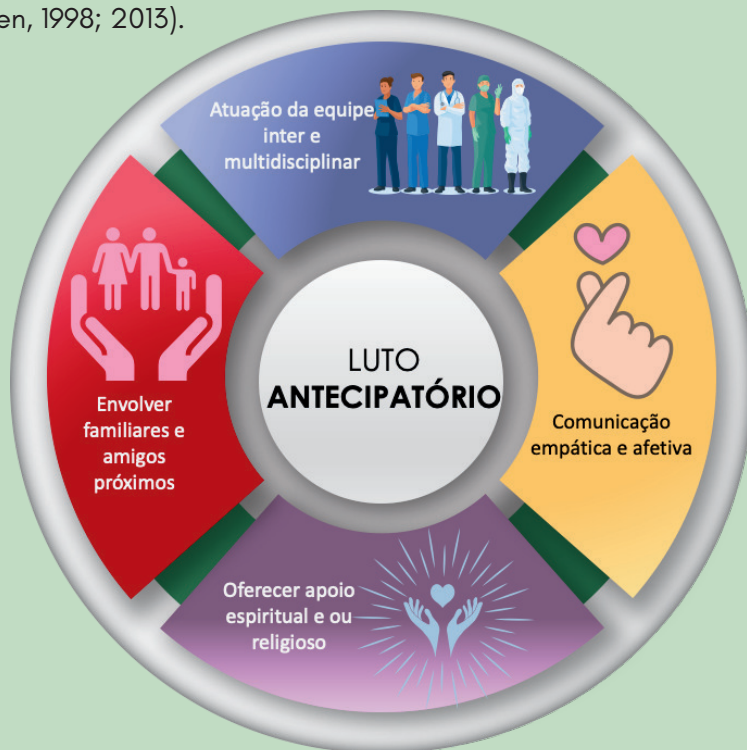 en, 1998; 2013).
Atuação da equipe
inter e
multidisciplinar
Envolver
familiares e
amigos
próximos
LUTO
ANTECIPATÓRIO
Comunicação
empática e afetiva
Oferecer apoio
espiritual e ou
religioso